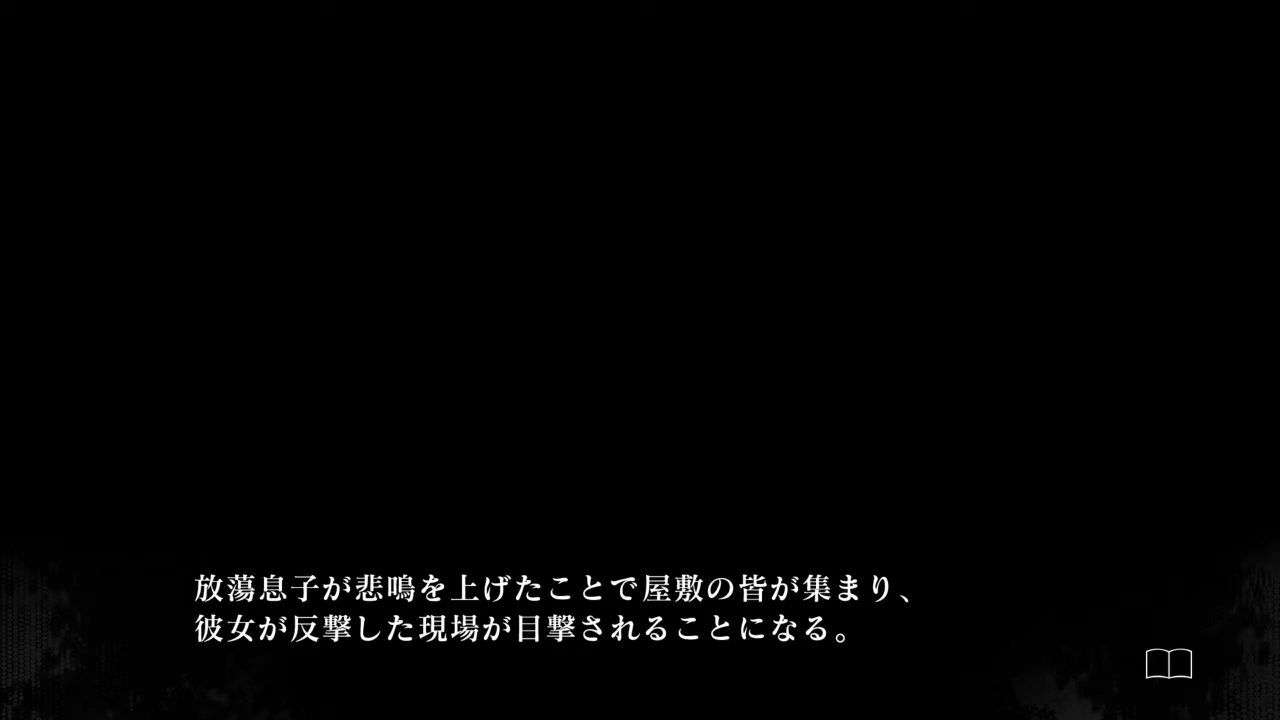 放蕩息子が悲鳴を上げたことで屋敷の皆が集まり、
彼女が反撃した現場が目撃されることになる。